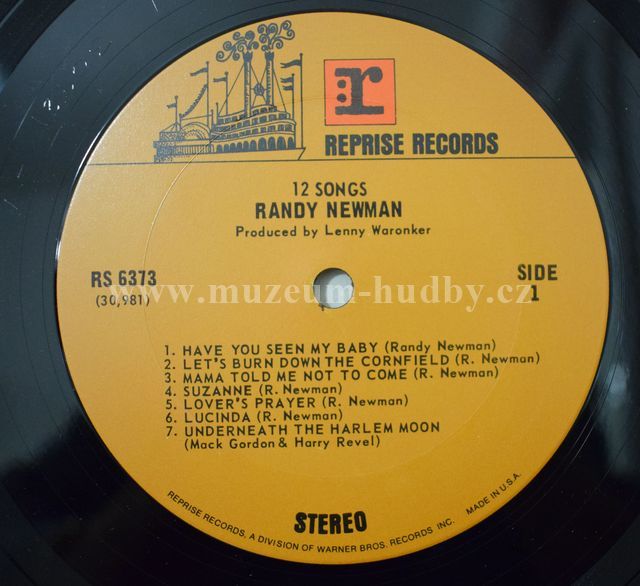 r
REPRISE RECORDS
12 SONGS
RANDY NEWMAN
Produced by Lenny Waronker
RS 6373
(30,981)
SIDE
1
www.muzeum-hudby.cz
1. HAVE YOU SEEN MY BABY (Randy Newman)
2. LET'S BURN DOWN THE CORNFIELD (R. Newman)
3. MAMA TOLD ME NOT TO COME (R. Newman)
4. SUZANNE (R. Newman)
5. LOVER'S PRAYER (R. Newman)
6. LUCINDA (R. Newman)
7. UNDERNEATH THE HARLEM MOON
(Mack Gordon & Harry Revel)
STEREO
REPRISE RECORDS, A DIVISION OF WARNER BROS. RECORDS INC. MADE IN U.S.A.